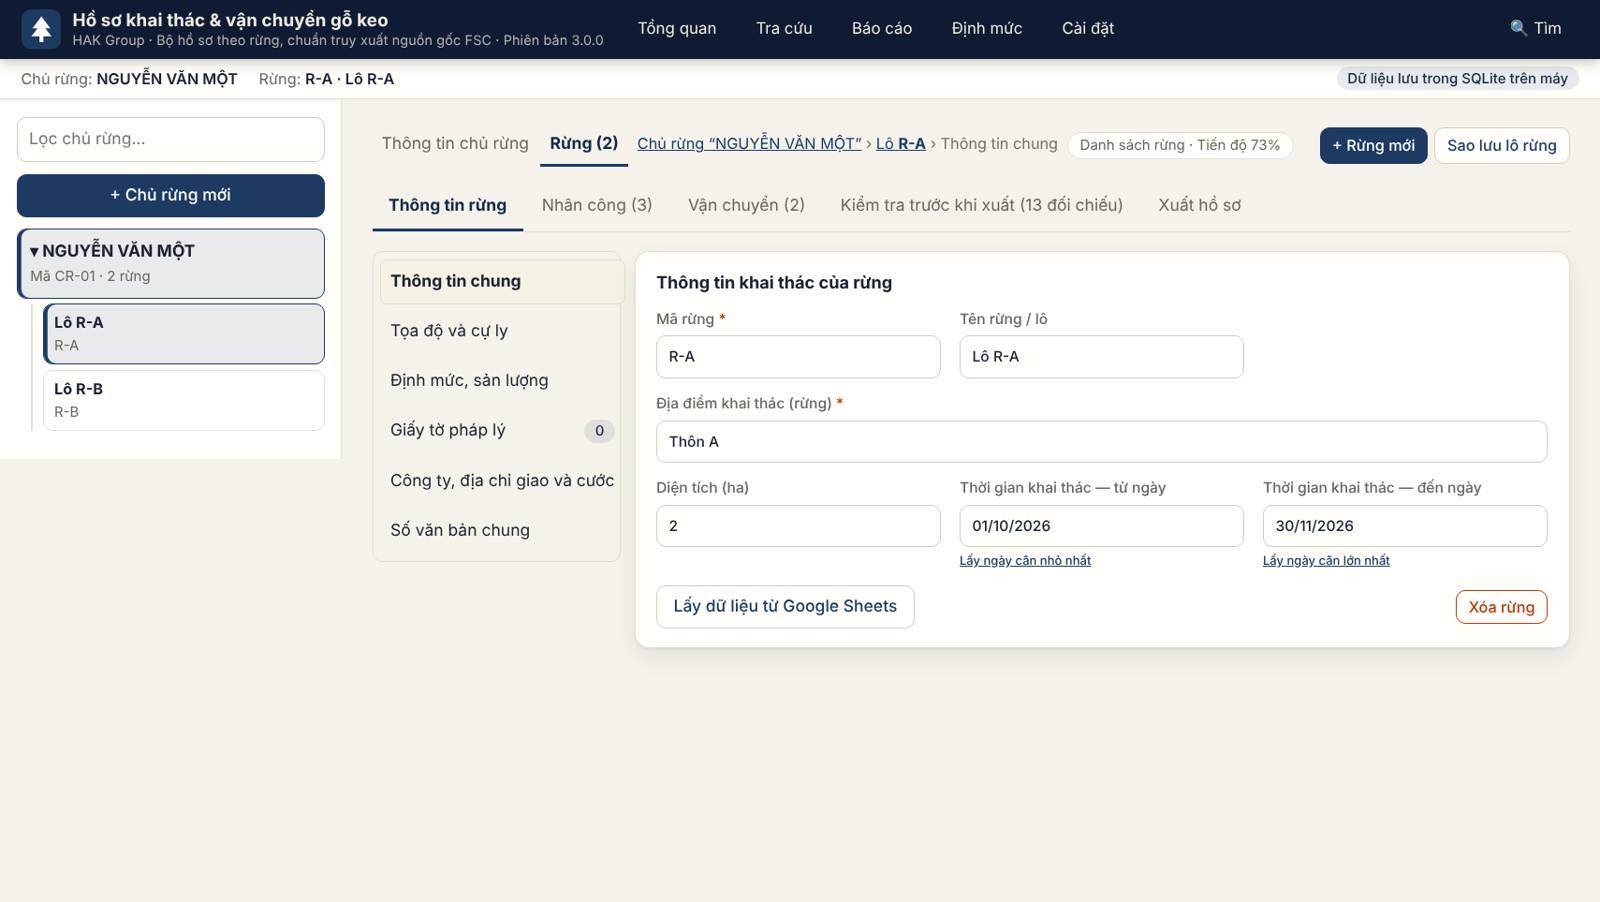 Hồ sơ khai thác & vận chuyển gỗ keo
HAK Group · Bộ hồ sơ theo rừng, chuẩn truy xuất nguồn gốc FSC · Phiên bản 3.0.0
Tổng quan
Tra cứu
Báo cáo
Định mức
Cài đặt
🔍 Tìm
Chủ rừng: NGUYỄN VĂN MỘT Rừng: R-A · Lô R-A
Dữ liệu lưu trong SQLite trên máy
Lọc chủ rừng...
+ Chủ rừng mới
▾ NGUYỄN VĂN MỘT
Mã CR-01 · 2 rừng
Lô R-A
R-A
Lô R-B
R-B
Thông tin chủ rừng
Rừng (2)
Chủ rừng “NGUYỄN VĂN MỘT” › Lô R-A › Thông tin chung
Danh sách rừng · Tiến độ 73%
+ Rừng mới
Sao lưu lô rừng
Thông tin rừng
Nhân công (3)
Vận chuyển (2)
Kiểm tra trước khi xuất (13 đối chiếu)
Xuất hồ sơ
Thông tin chung
Tọa độ và cự ly
Định mức, sản lượng
Giấy tờ pháp lý 0
Công ty, địa chỉ giao và cước
Số văn bản chung
Thông tin khai thác của rừng
Mã rừng *
Tên rừng / lô
R-A
Lô R-A
Địa điểm khai thác (rừng) *
Thôn A
Diện tích (ha)
Thời gian khai thác — từ ngày
Thời gian khai thác — đến ngày
2
01/10/2026
30/11/2026
Lấy ngày cân nhỏ nhất
Lấy ngày cân lớn nhất
Lấy dữ liệu từ Google Sheets
Xóa rừng